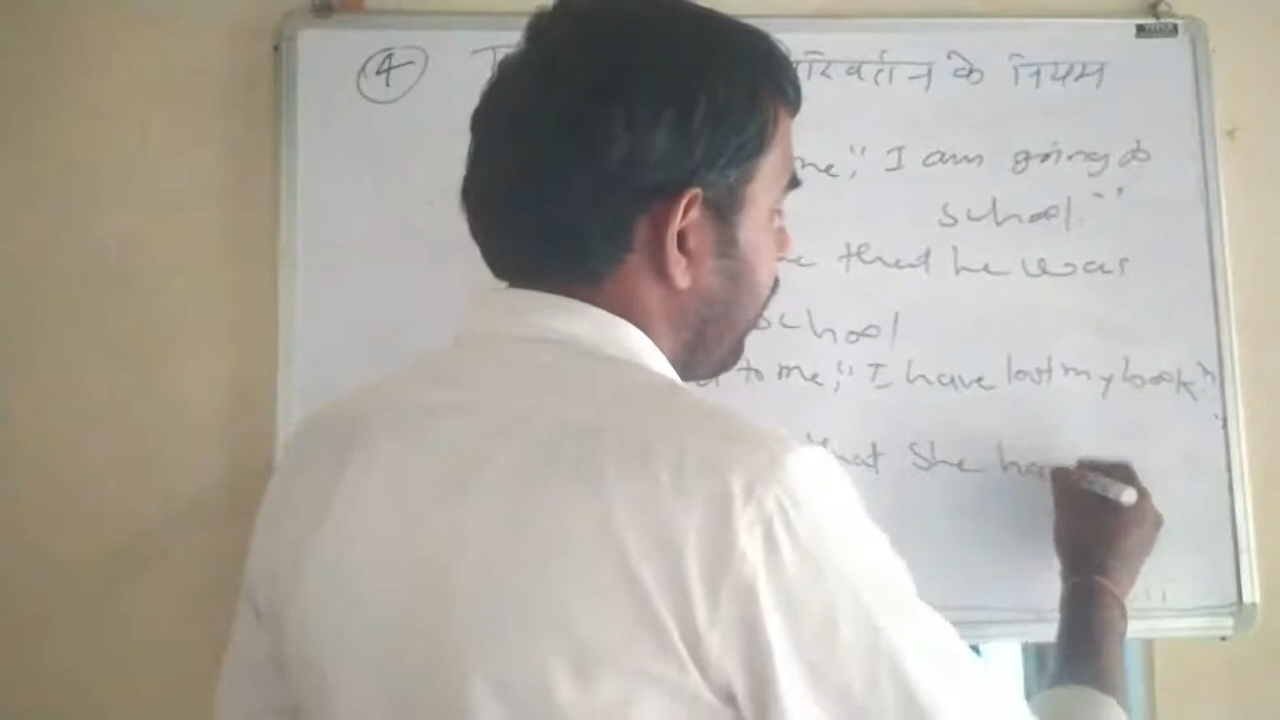 ④ T परिवर्तन के नियम
me," I am going to
school."
that he was
school
to me," I have lost my book."
that She ha